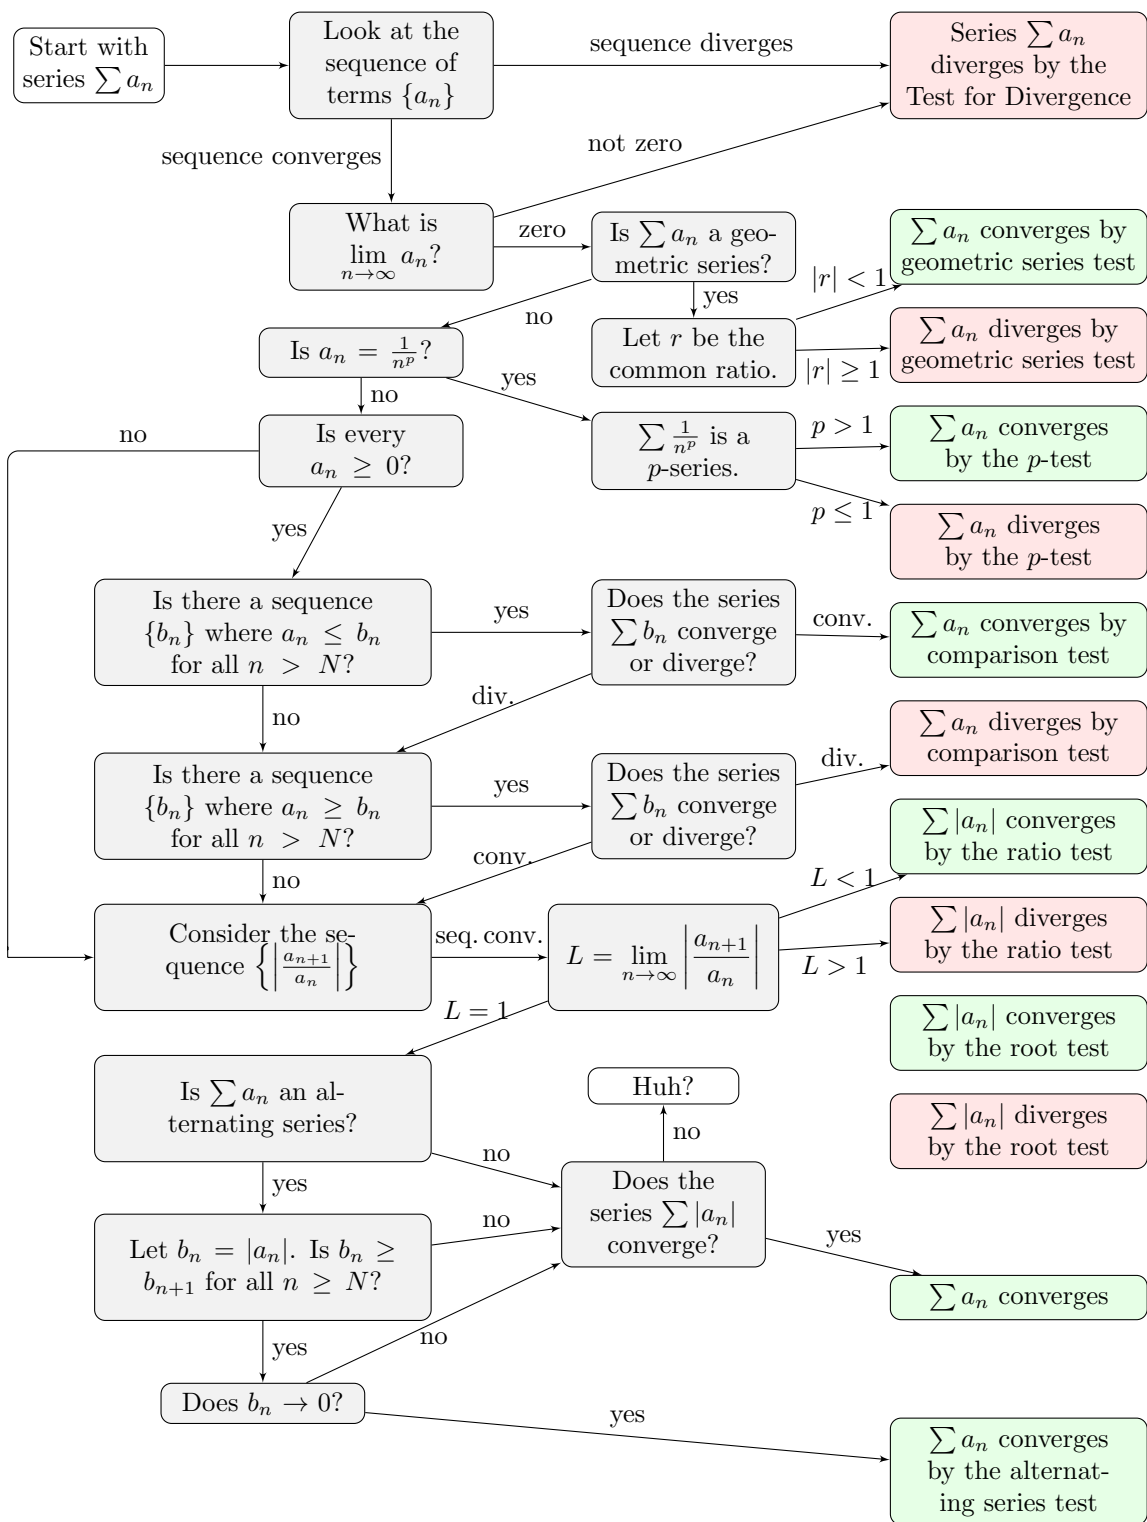 Start with
series ∑ aₙ
Look at the
sequence of
terms {aₙ}
sequence diverges
Series ∑ aₙ
diverges by the
Test for Divergence
sequence converges
not zero
What is
lim aₙ?
n→∞
zero
Is ∑ aₙ a geo-
metric series?
∑ aₙ converges by
geometric series test
|r| < 1
yes
no
Let r be the
common ratio.
|r| ≥ 1
∑ aₙ diverges by
geometric series test
Is aₙ = 1/nᵖ?
yes
no
Is every
aₙ ≥ 0?
no
∑ 1/nᵖ is a
p-series.
p > 1
∑ aₙ converges
by the p-test
p ≤ 1
∑ aₙ diverges
by the p-test
yes
Is there a sequence
{bₙ} where aₙ ≤ bₙ
for all n > N?
yes
Does the series
∑ bₙ converge
or diverge?
conv.
∑ aₙ converges by
comparison test
div.
no
Is there a sequence
{bₙ} where aₙ ≥ bₙ
for all n > N?
yes
Does the series
∑ bₙ converge
or diverge?
div.
∑ aₙ diverges by
comparison test
conv.
no
Consider the se-
quence {|aₙ₊₁/aₙ|}
seq. conv.
L = lim |aₙ₊₁/aₙ|
n→∞
L < 1
∑ |aₙ| converges
by the ratio test
L > 1
∑ |aₙ| diverges
by the ratio test
∑ |aₙ| converges
by the root test
∑ |aₙ| diverges
by the root test
L = 1
Is ∑ aₙ an al-
ternating series?
Huh?
no
no
Does the
series ∑ |aₙ|
converge?
yes
∑ aₙ converges
yes
Let bₙ = |aₙ|. Is bₙ ≥
bₙ₊₁ for all n ≥ N?
no
yes
no
Does bₙ → 0?
yes
∑ aₙ converges
by the alternat-
ing series test